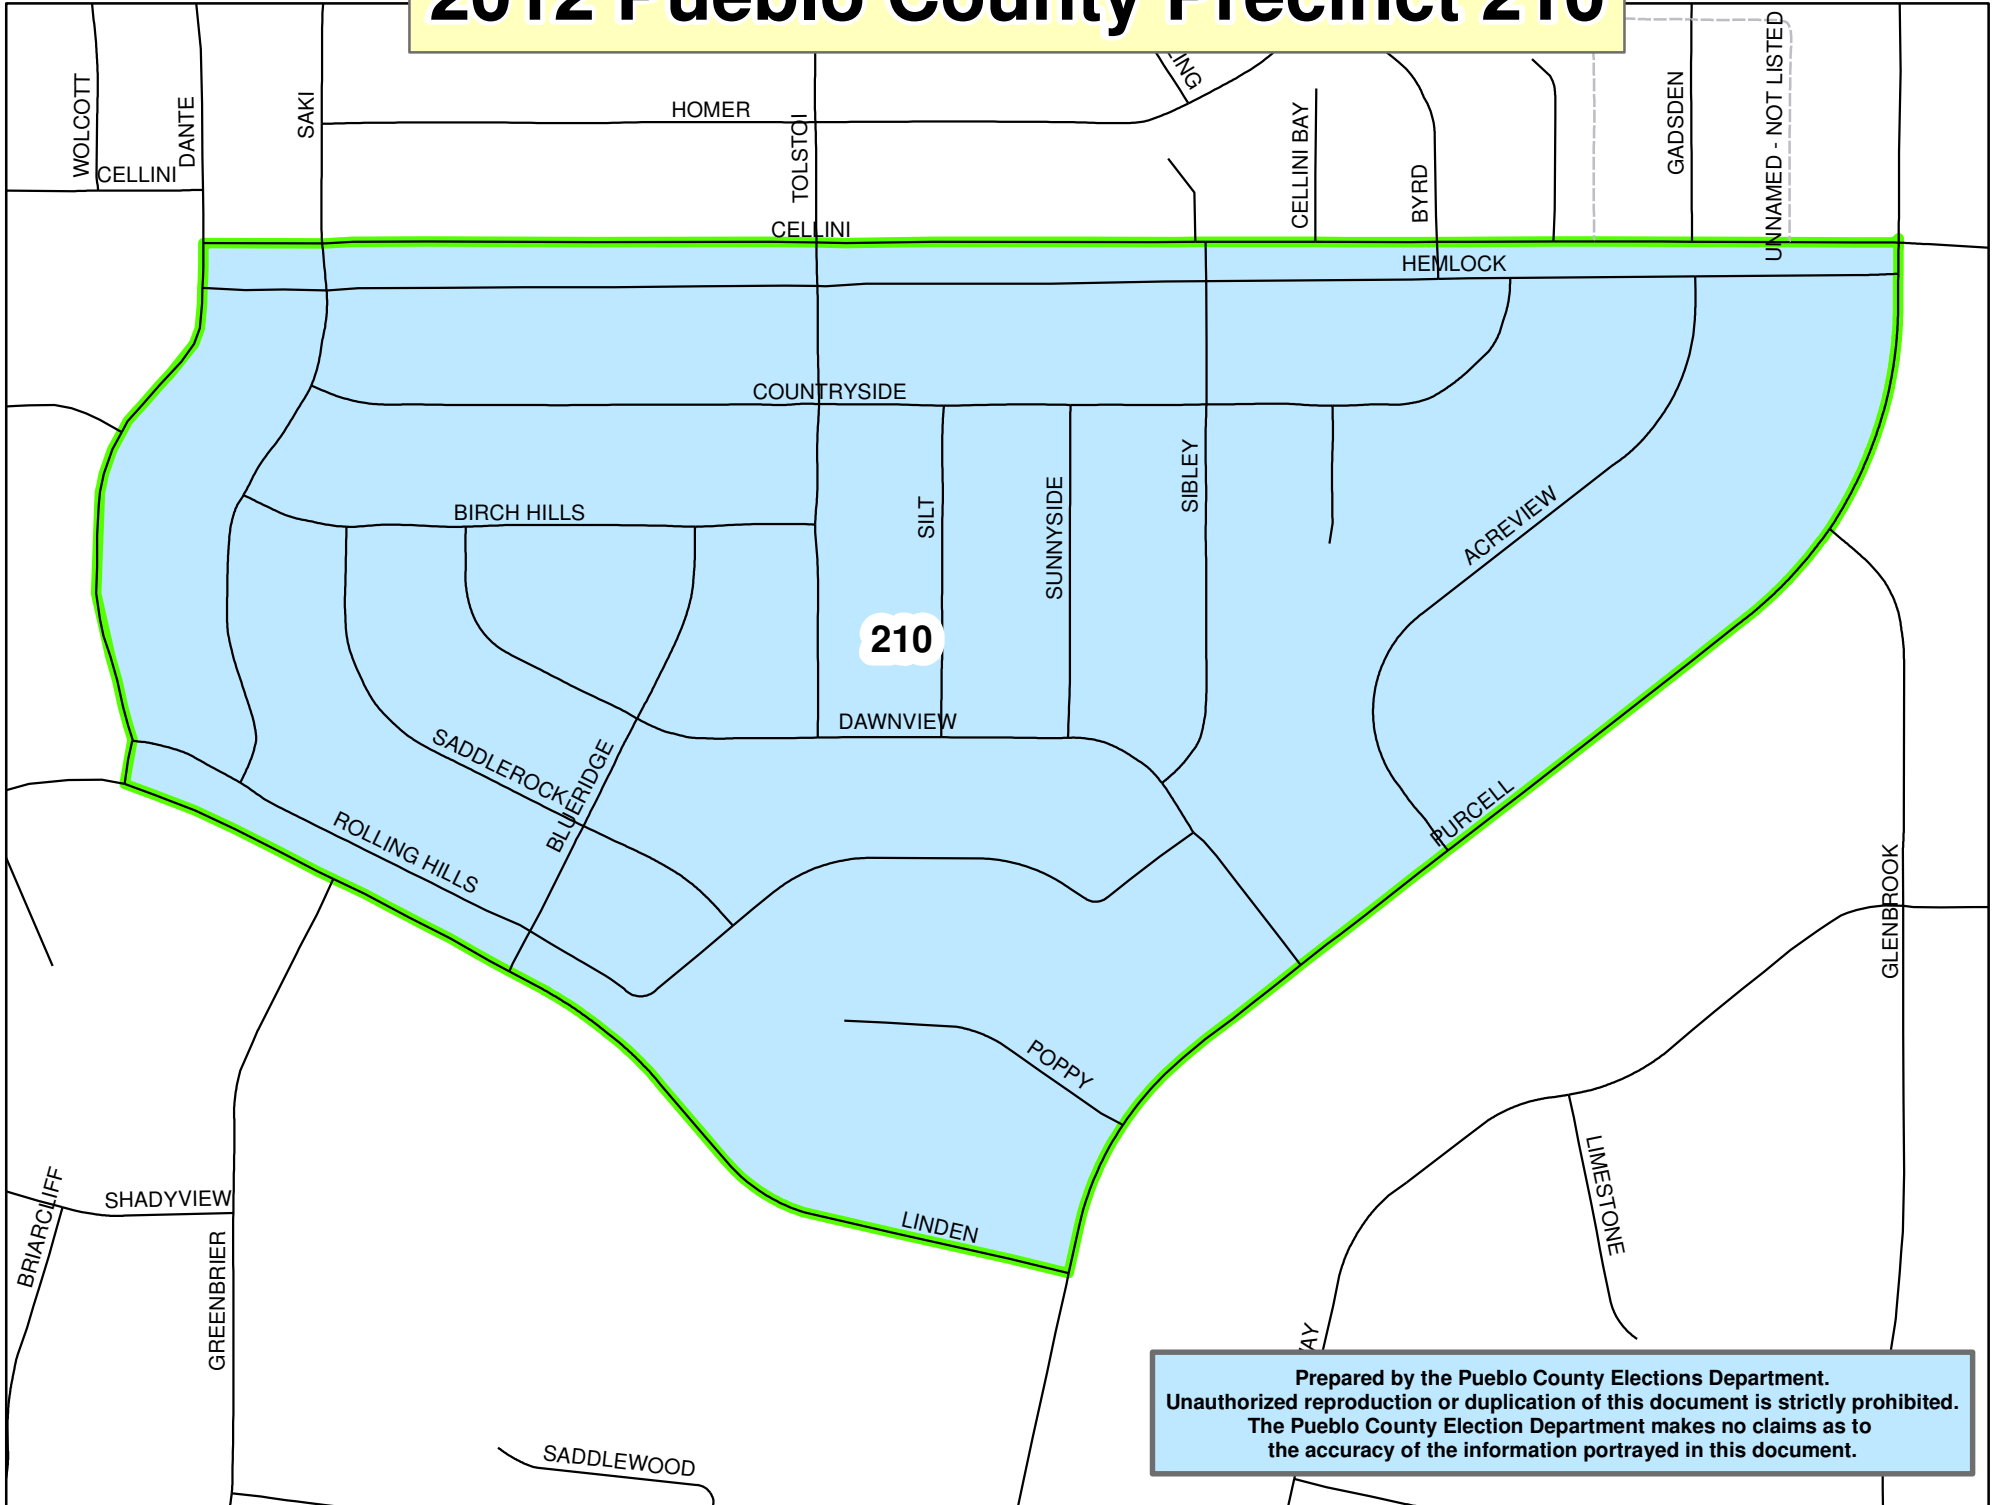 2012 Pueblo County Precinct 210
WOLCOTT
DANTE
SAKI
HOMER
TOLSTOI
CELLINI
CELLINI BAY
BYRD
GADSDEN
UNNAMED - NOT LISTED
CELLINI
HEMLOCK
COUNTRYSIDE
BIRCH HILLS
SILT
SUNNYSIDE
SIBLEY
ACREVIEW
210
DAWNVIEW
SADDLEROCK
BLUERIDGE
ROLLING HILLS
PURCELL
GLENBROOK
POPPY
LIMESTONE
BRIARCLIFF
SHADYVIEW
GREENBRIER
LINDEN
SADDLEWOOD
Prepared by the Pueblo County Elections Department.
Unauthorized reproduction or duplication of this document is strictly prohibited.
The Pueblo County Election Department makes no claims as to
the accuracy of the information portrayed in this document.